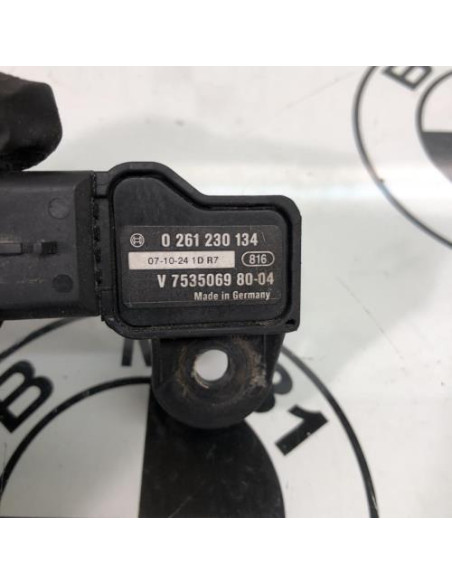 0 261 230 134
07-10-24 1D R7 816
V 7535069 80-04
Made in Germany